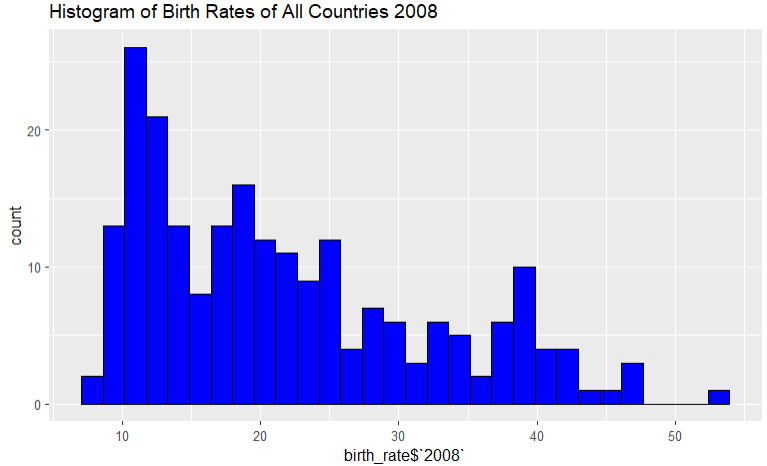 Histogram of Birth Rates of All Countries 2008
20
10
0
count
10 20 30 40 50
birth_rate$`2008`